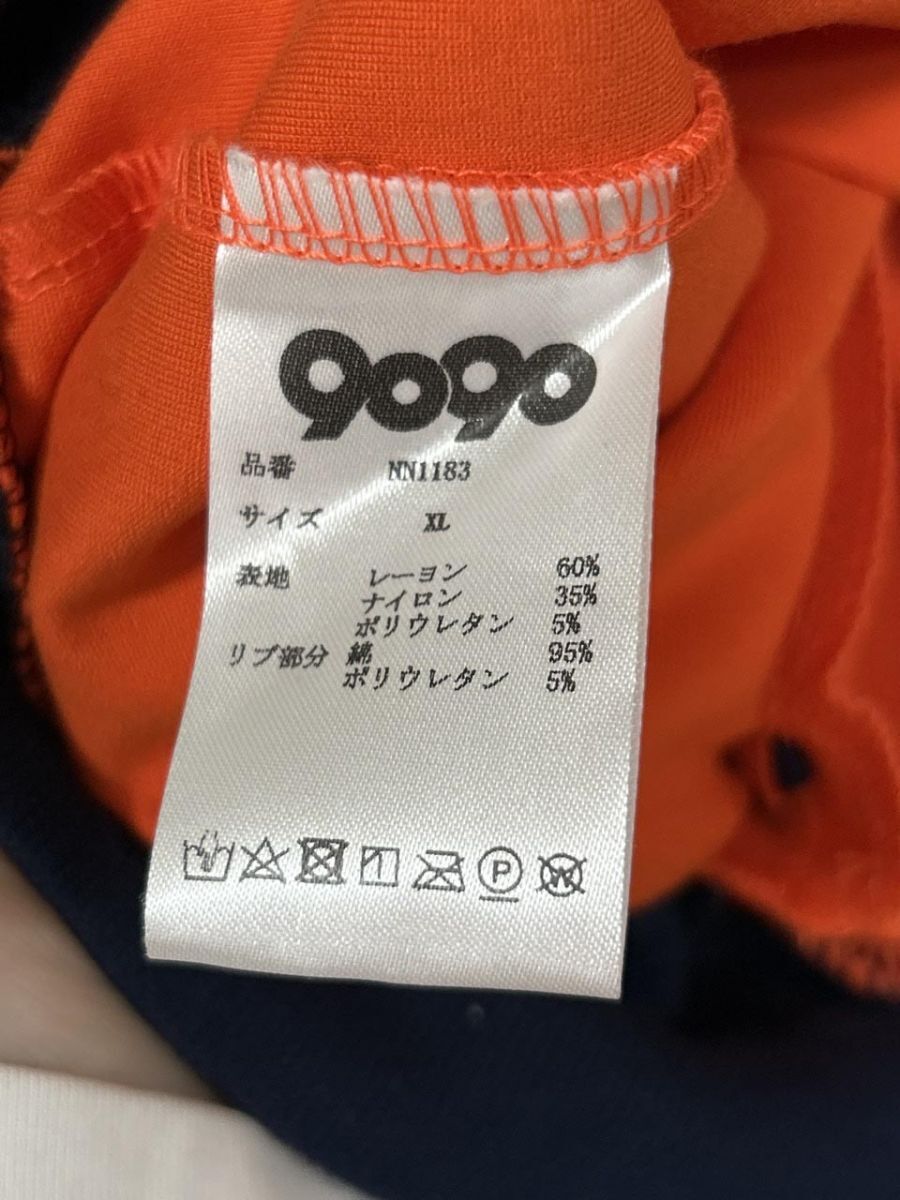 9090
品番 NN1183
サイズ XL
表地 レーヨン 60%
ナイロン 35%
ポリウレタン 5%
リブ部分 綿 95%
ポリウレタン 5%
P W